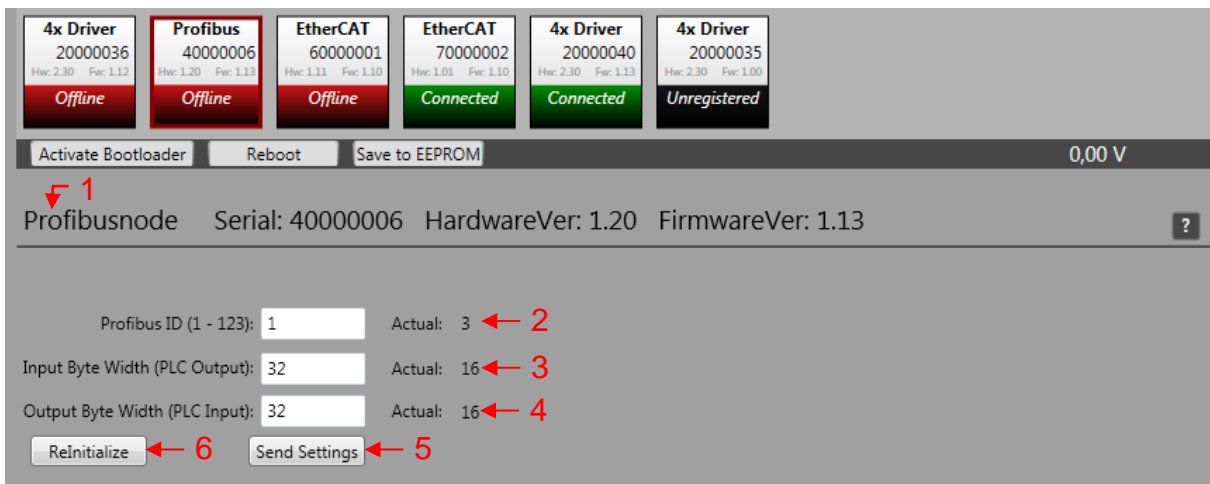 4x Driver Profibus EtherCAT EtherCAT 4x Driver 4x Driver
20000036 40000006 60000001 70000002 20000040 20000035
Hw: 2.30 Fw: 1.12 Hw: 1.20 Fw: 1.13 Hw: 1.11 Fw: 1.10 Hw: 1.01 Fw: 1.10 Hw: 2.30 Fw: 1.13 Hw: 2.30 Fw: 1.00
Offline Offline Offline Connected Connected Unregistered
Activate Bootloader Reboot Save to EEPROM 0,00 V
1
Profibusnode Serial: 40000006 HardwareVer: 1.20 FirmwareVer: 1.13 ?
Profibus ID (1 - 123): 1 Actual: 3 2
Input Byte Width (PLC Output): 32 Actual: 16 3
Output Byte Width (PLC Input): 32 Actual: 16 4
ReInitialize 6 Send Settings 5